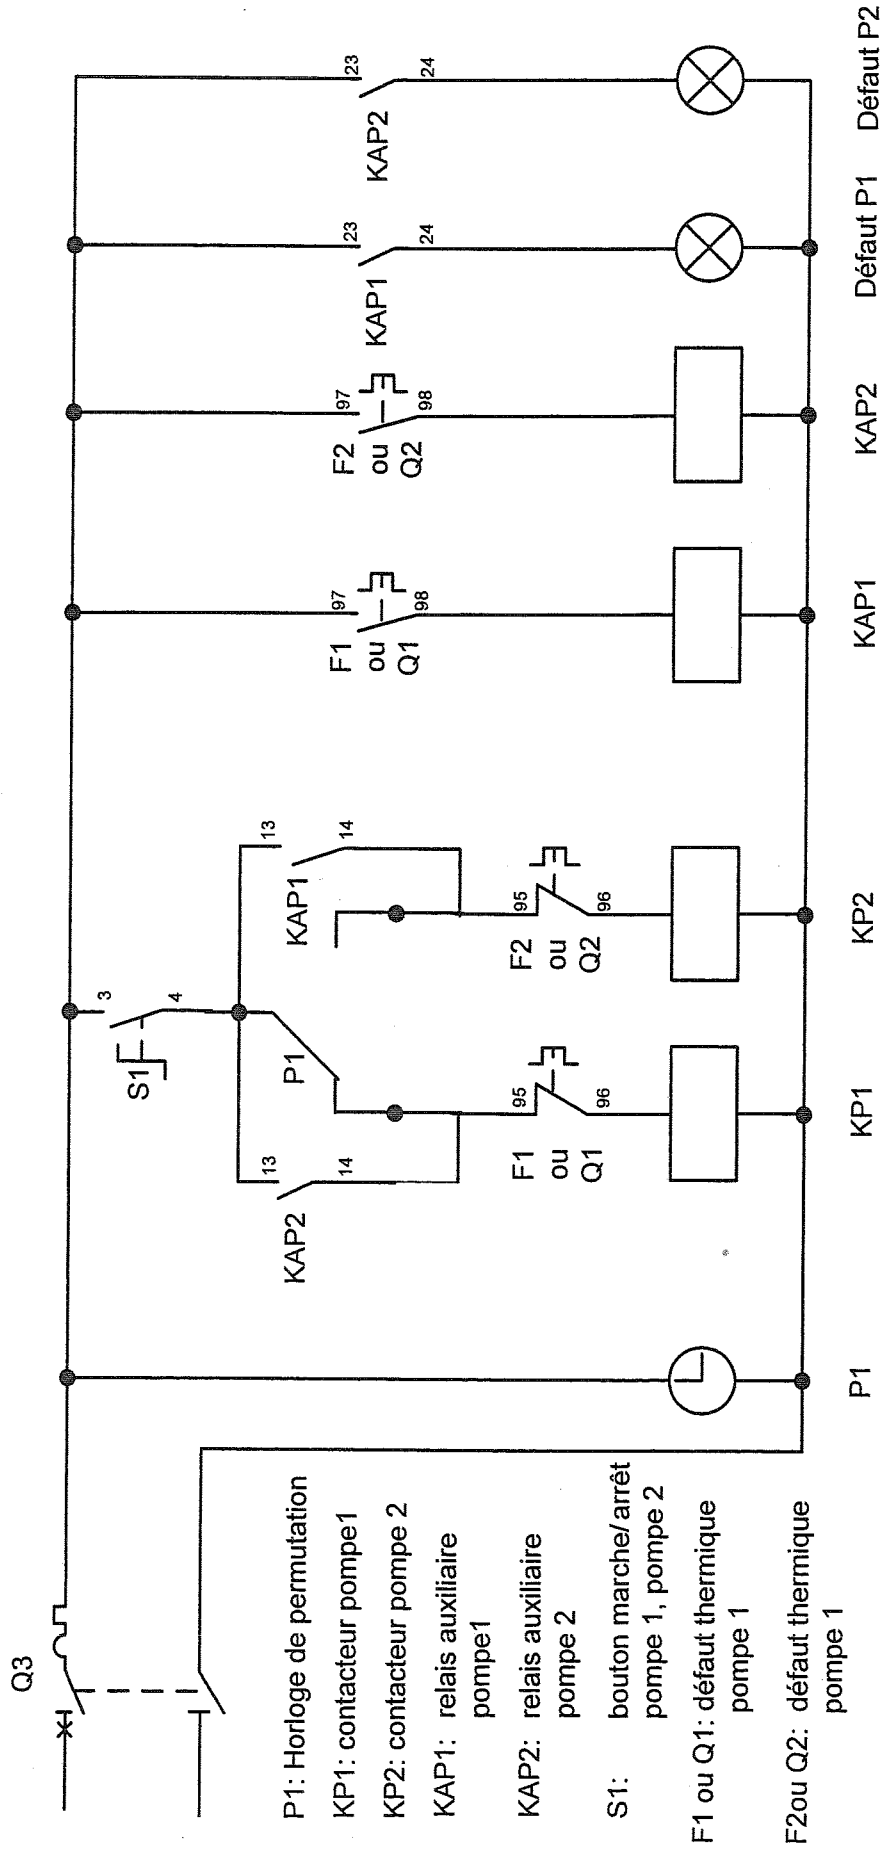 Q3
P1: Horloge de permutation
KP1: contacteur pompe1
KP2: contacteur pompe 2
KAP1: relais auxiliaire
pompe1
KAP2: relais auxiliaire
pompe 2
S1: bouton marche/arrêt
pompe 1, pompe 2
F1 ou Q1: défaut thermique
pompe 1
F2ou Q2: défaut thermique
pompe 1
S1
3
4
KAP2
13
14
P1
KAP1
13
14
F1
ou
Q1
95
96
F2
ou
Q2
95
96
F1
ou
Q1
97
98
F2
ou
Q2
97
98
KAP1
23
24
KAP2
23
24
P1
KP1
KP2
KAP1
KAP2
Défaut P1
Défaut P2